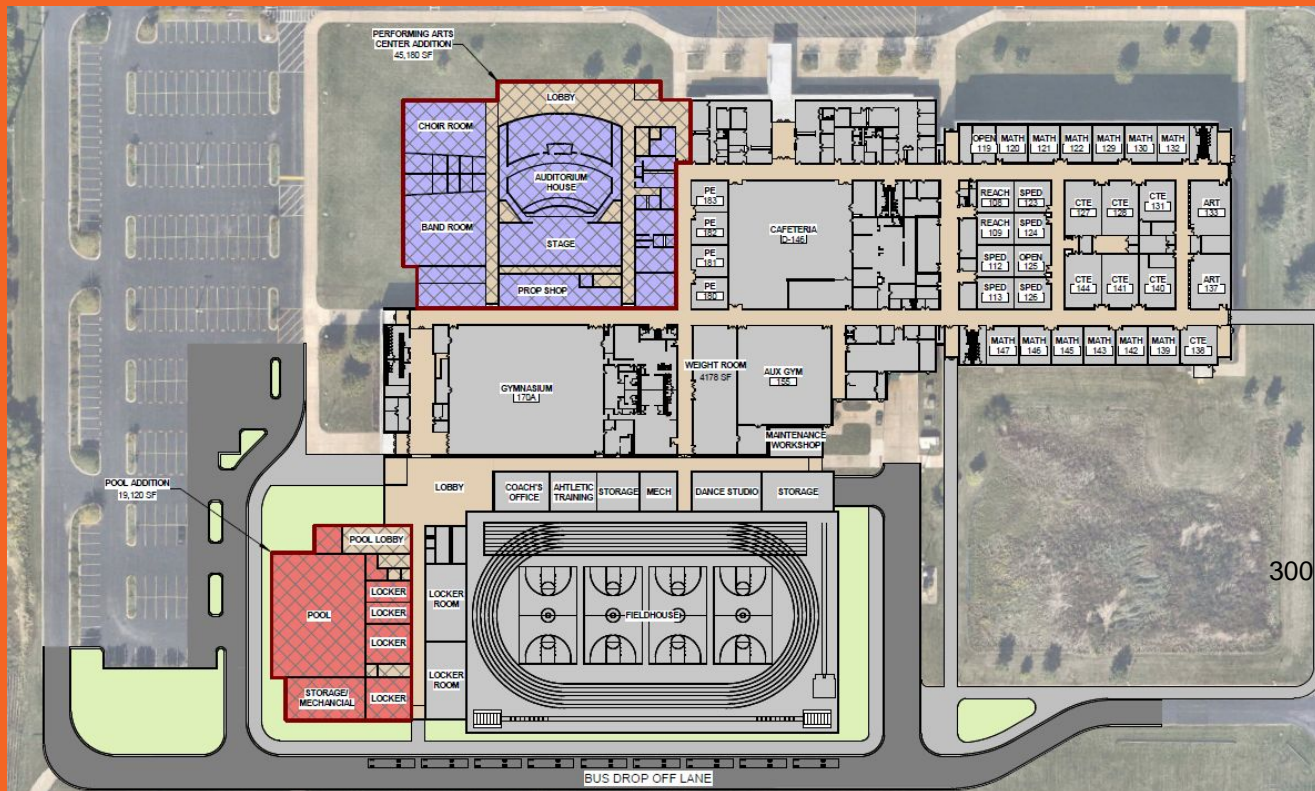 PERFORMING ARTS
CENTER ADDITION
45,180 SF
LOBBY
CHOIR ROOM
AUDITORIUM
HOUSE
BAND ROOM
STAGE
PROP SHOP
PE
183
PE
182
PE
181
PE
180
CAFETERIA
D-146
OPEN
119
MATH
120
MATH
121
MATH
122
MATH
129
MATH
130
MATH
132
REACH
108
SPED
123
REACH
109
SPED
124
SPED
112
OPEN
125
SPED
113
SPED
126
CTE
127
CTE
128
CTE
131
ART
133
CTE
144
CTE
141
CTE
140
ART
137
MATH
147
MATH
146
MATH
145
MATH
143
MATH
142
MATH
139
CTE
136
GYMNASIUM
170A
WEIGHT ROOM
4178 SF
AUX GYM
155
MAINTENANCE
WORKSHOP
POOL ADDITION
19,120 SF
LOBBY
COACH'S
OFFICE
AHTLETIC
TRAINING
STORAGE
MECH
DANCE STUDIO
STORAGE
POOL LOBBY
POOL
LOCKER
LOCKER
LOCKER
LOCKER
STORAGE/
MECHANCIAL
LOCKER
ROOM
LOCKER
ROOM
FIELDHOUSE
300
BUS DROP OFF LANE